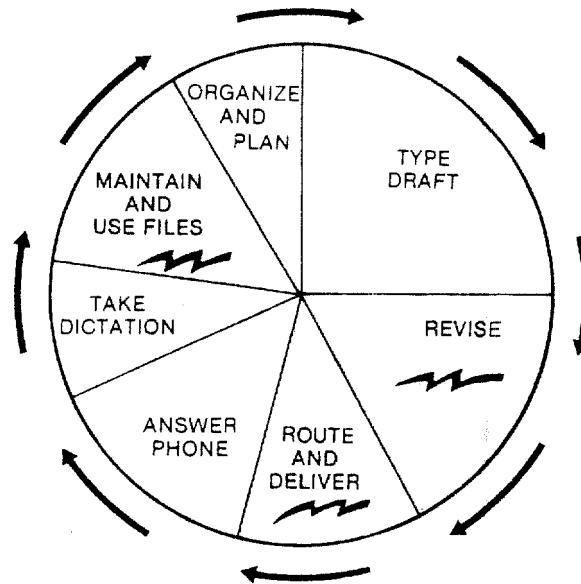 ORGANIZE
AND
PLAN
TYPE
DRAFT
MAINTAIN
AND
USE FILES
TAKE
DICTATION
REVISE
ANSWER
PHONE
ROUTE
AND
DELIVER